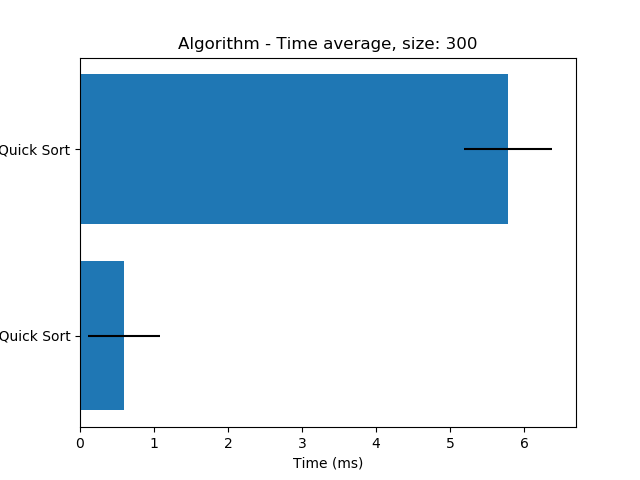 Algorithm - Time average, size: 300
Quick Sort
Quick Sort
0 1 2 3 4 5 6
Time (ms)